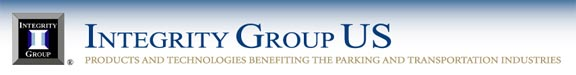 INTEGRITY
GROUP
®
INTEGRITY GROUP US
PRODUCTS AND TECHNOLOGIES BENEFITING THE PARKING AND TRANSPORTATION INDUSTRIES